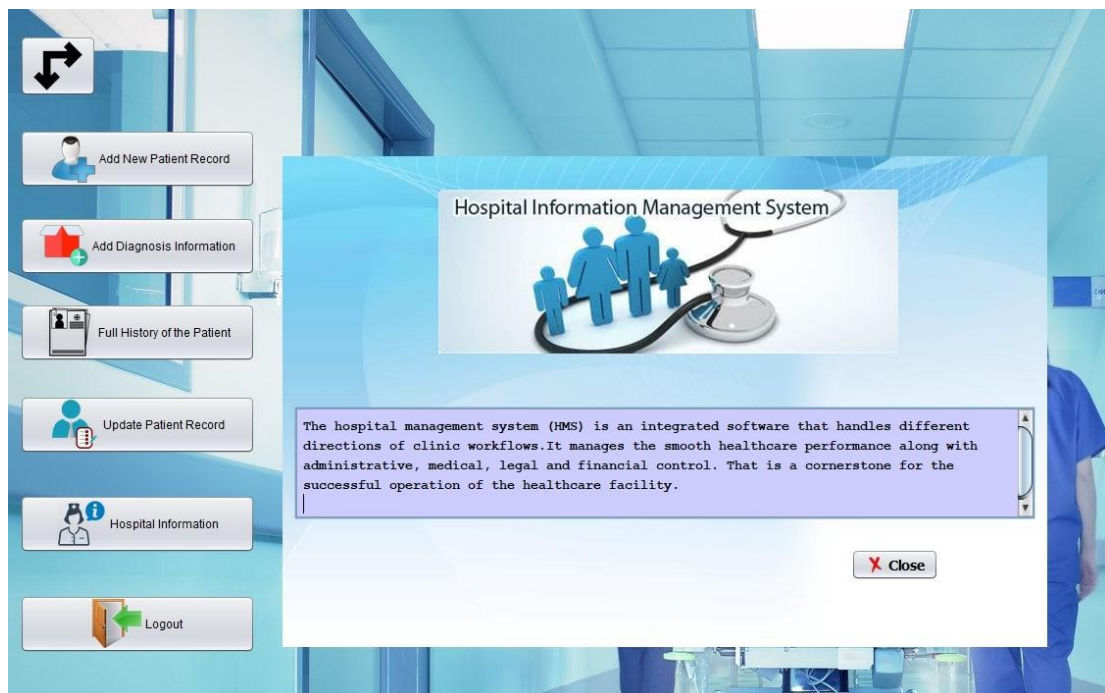 Add New Patient Record
Add Diagnosis Information
Full History of the Patient
Update Patient Record
Hospital Information
Logout
Hospital Information Management System
The hospital management system (HMS) is an integrated software that handles different
directions of clinic workflows.It manages the smooth healthcare performance along with
administrative, medical, legal and financial control. That is a cornerstone for the
successful operation of the healthcare facility.
Close